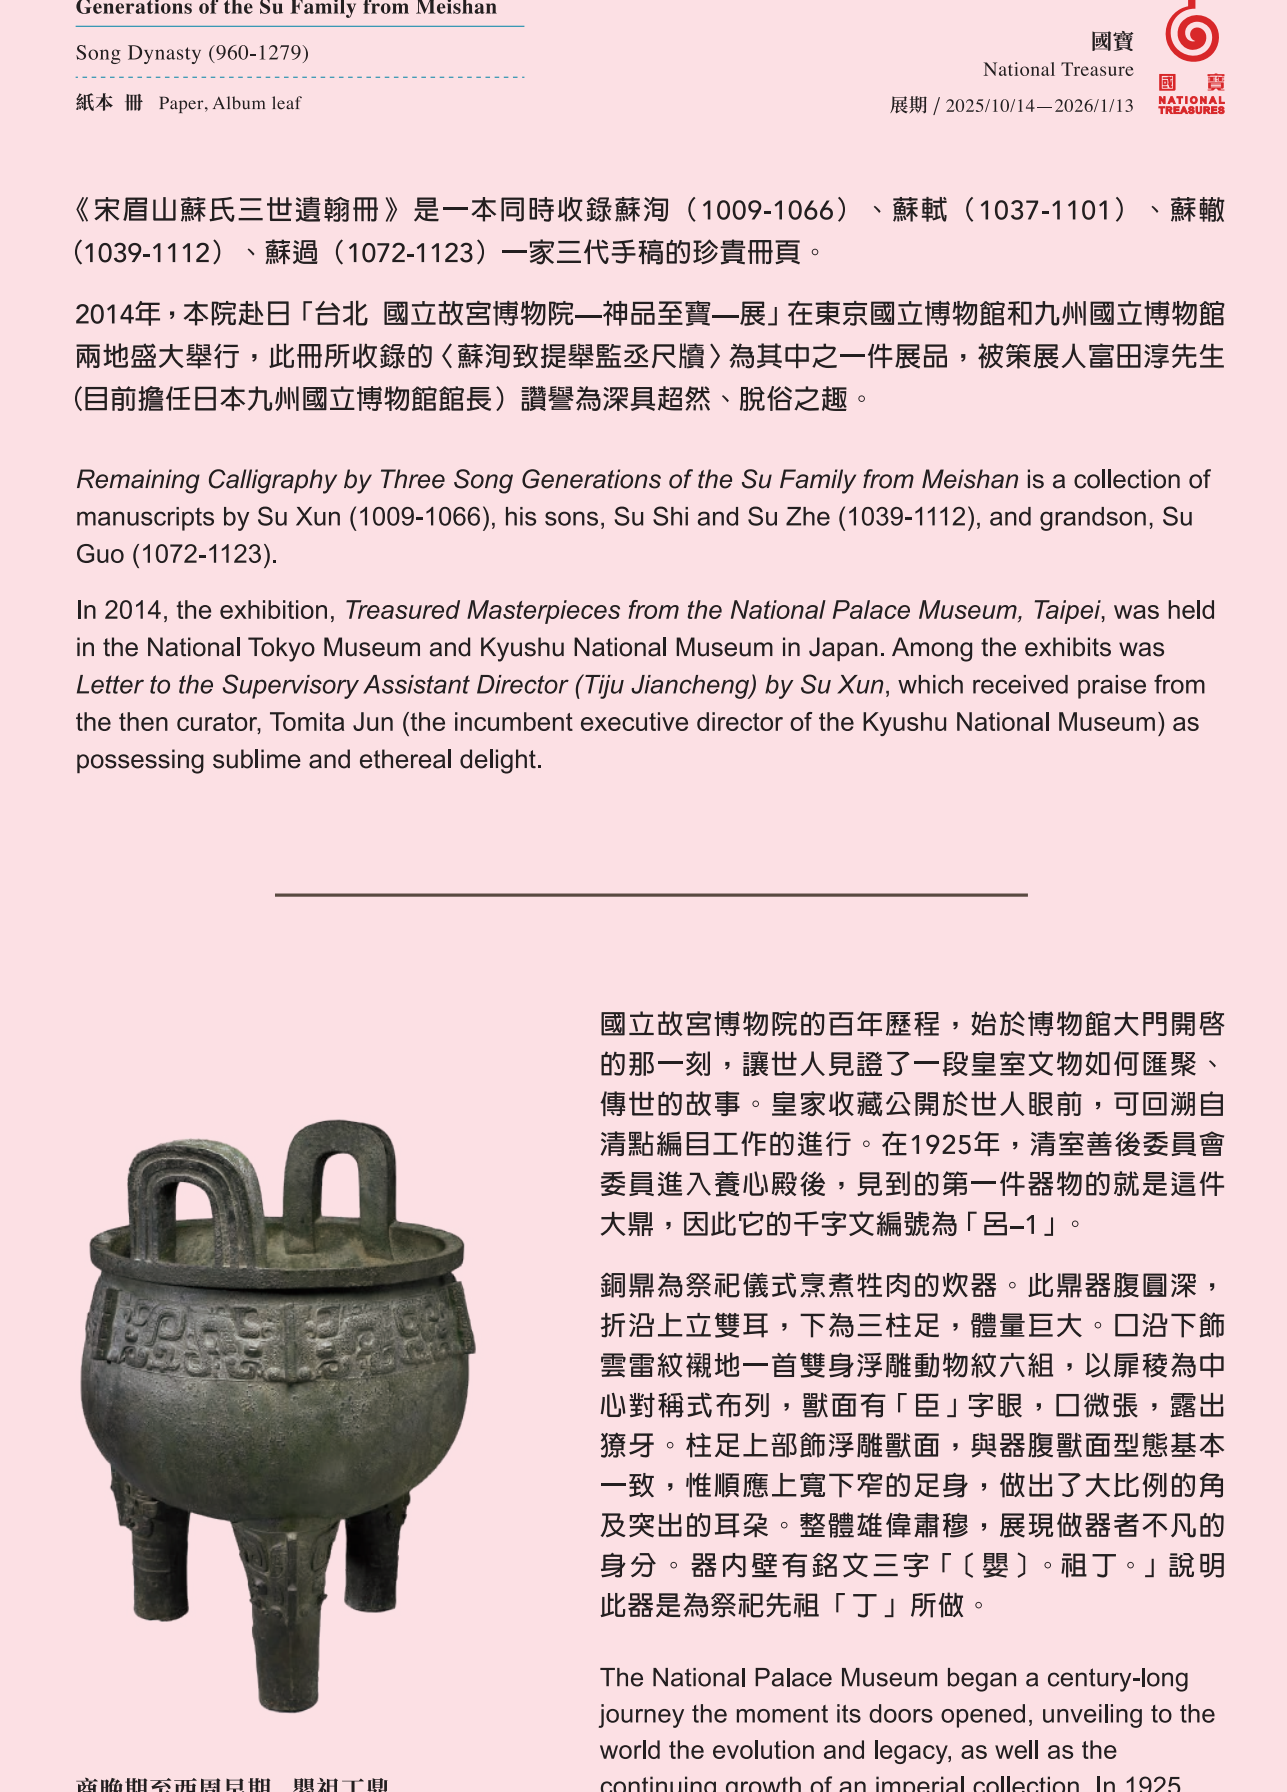 Generations of the Su Family from Meishan
Song Dynasty (960-1279)
紙本 冊 Paper, Album leaf
國寶
National Treasure
展期 / 2025/10/14—2026/1/13
國 寶
NATIONAL
TREASURES
《宋眉山蘇氏三世遺翰冊》是一本同時收錄蘇洵（1009-1066）、蘇軾（1037-1101）、蘇轍
(1039-1112）、蘇過（1072-1123）一家三代手稿的珍貴冊頁。
2014年，本院赴日「台北 國立故宮博物院—神品至寶—展」在東京國立博物館和九州國立博物館
兩地盛大舉行，此冊所收錄的〈蘇洵致提舉監丞尺牘〉為其中之一件展品，被策展人富田淳先生
(目前擔任日本九州國立博物館館長）讚譽為深具超然、脫俗之趣。
Remaining Calligraphy by Three Song Generations of the Su Family from Meishan is a collection of
manuscripts by Su Xun (1009-1066), his sons, Su Shi and Su Zhe (1039-1112), and grandson, Su
Guo (1072-1123).
In 2014, the exhibition, Treasured Masterpieces from the National Palace Museum, Taipei, was held
in the National Tokyo Museum and Kyushu National Museum in Japan. Among the exhibits was
Letter to the Supervisory Assistant Director (Tiju Jiancheng) by Su Xun, which received praise from
the then curator, Tomita Jun (the incumbent executive director of the Kyushu National Museum) as
possessing sublime and ethereal delight.
國立故宮博物院的百年歷程，始於博物館大門開啓
的那一刻，讓世人見證了一段皇室文物如何匯聚、
傳世的故事。皇家收藏公開於世人眼前，可回溯自
清點編目工作的進行。在1925年，清室善後委員會
委員進入養心殿後，見到的第一件器物的就是這件
大鼎，因此它的千字文編號為「呂–1」。
銅鼎為祭祀儀式烹煮牲肉的炊器。此鼎器腹圓深，
折沿上立雙耳，下為三柱足，體量巨大。口沿下飾
雲雷紋襯地一首雙身浮雕動物紋六組，以扉稜為中
心對稱式布列，獸面有「臣」字眼，口微張，露出
獠牙。柱足上部飾浮雕獸面，與器腹獸面型態基本
一致，惟順應上寬下窄的足身，做出了大比例的角
及突出的耳朵。整體雄偉肅穆，展現做器者不凡的
身分。器內壁有銘文三字「〔嬰〕。祖丁。」說明
此器是為祭祀先祖「丁」所做。
The National Palace Museum began a century-long
journey the moment its doors opened, unveiling to the
world the evolution and legacy, as well as the
continuing growth of an imperial collection. In 1925,
商晚期至西周早期 嬰祖丁鼎